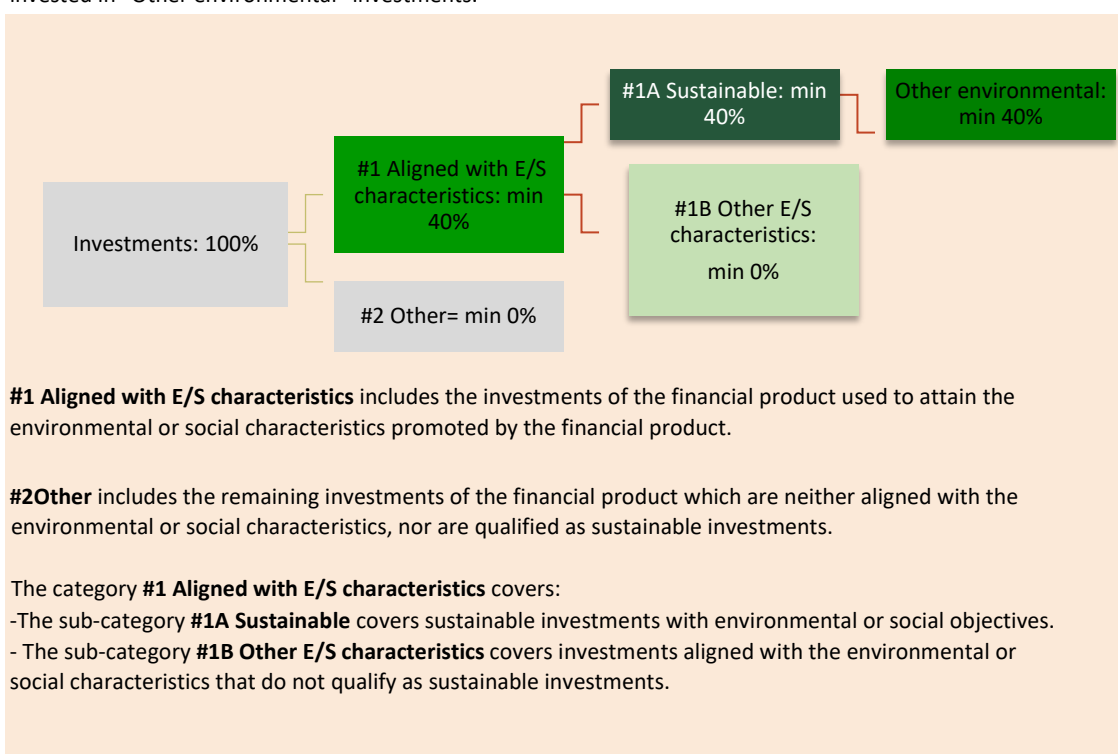 invested in "Other environmental" investments.
#1A Sustainable: min
40%
Other environmental:
min 40%
#1 Aligned with E/S
characteristics: min
40%
#1B Other E/S
characteristics:
min 0%
Investments: 100%
#2 Other= min 0%
#1 Aligned with E/S characteristics includes the investments of the financial product used to attain the
environmental or social characteristics promoted by the financial product.
#2Other includes the remaining investments of the financial product which are neither aligned with the
environmental or social characteristics, nor are qualified as sustainable investments.
The category #1 Aligned with E/S characteristics covers:
-The sub-category #1A Sustainable covers sustainable investments with environmental or social objectives.
- The sub-category #1B Other E/S characteristics covers investments aligned with the environmental or
social characteristics that do not qualify as sustainable investments.